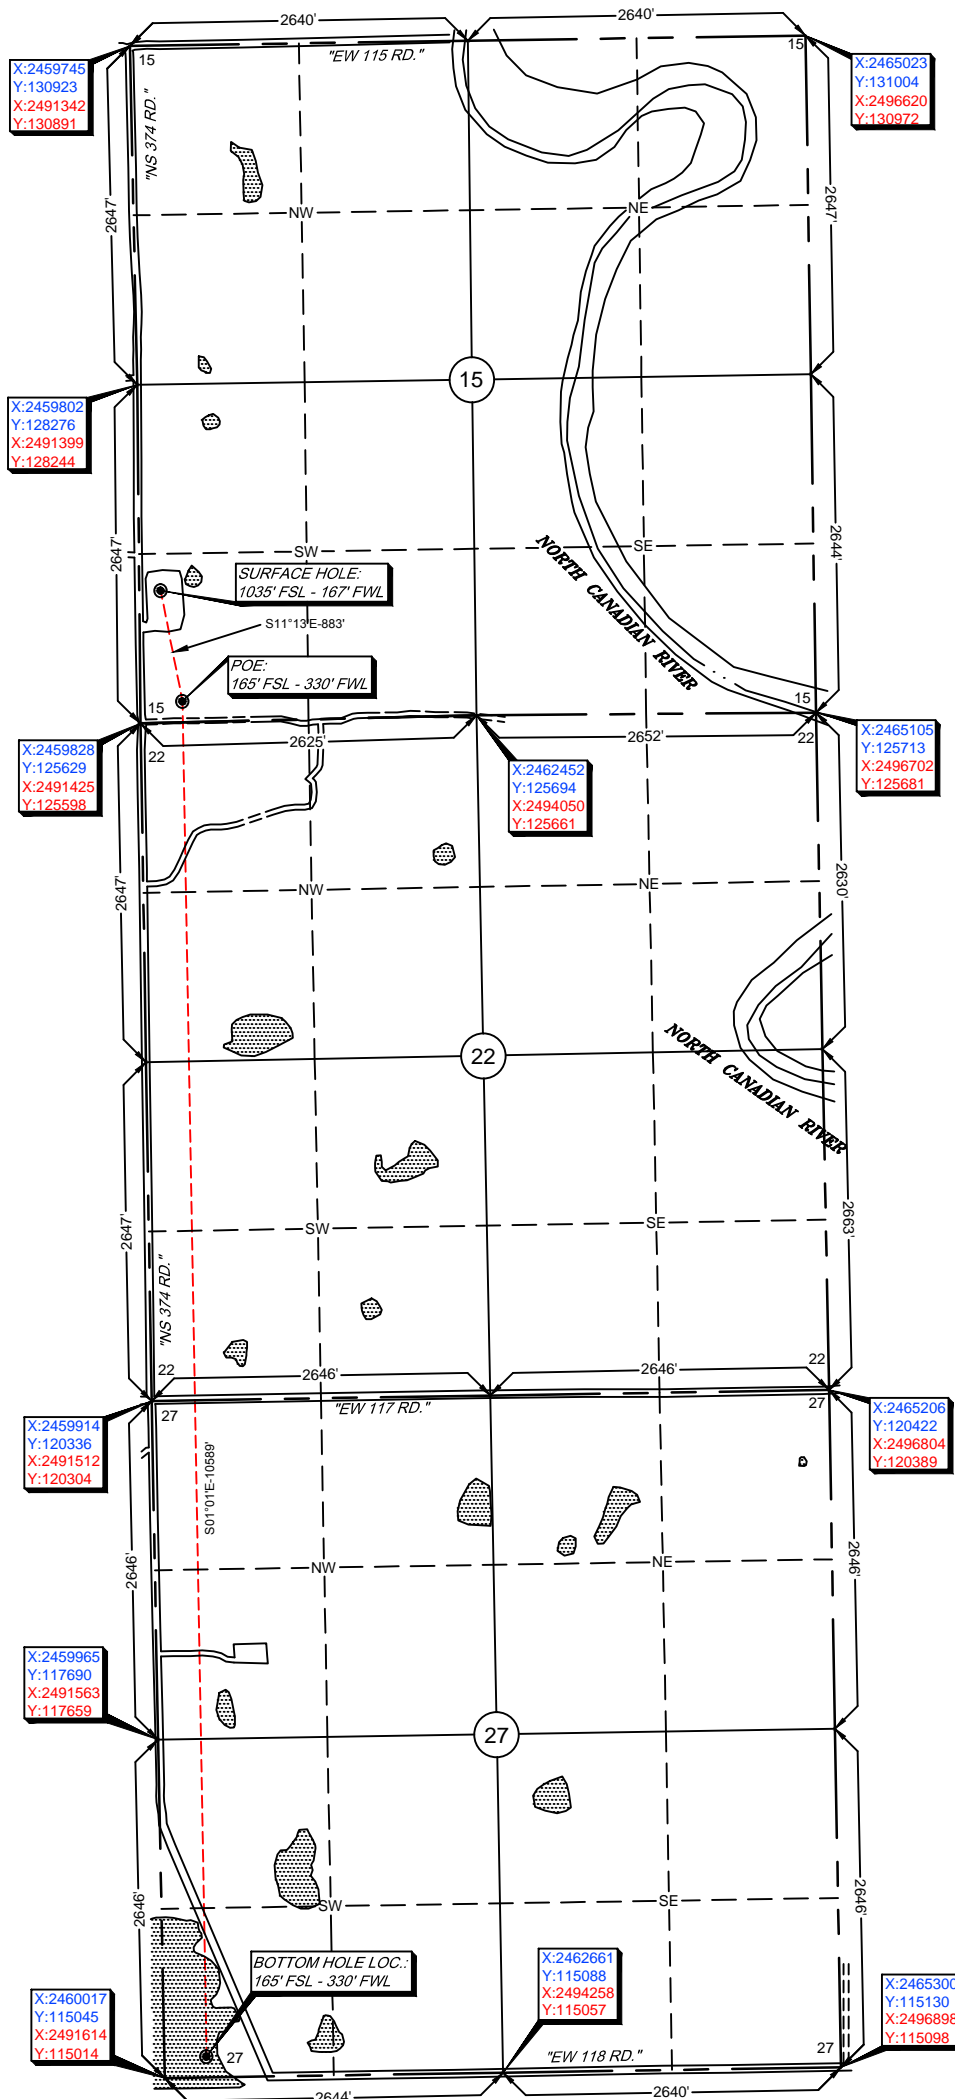 2640'
2640'
15
"EW 115 RD."
15
X:2459745
Y:130923
X:2491342
Y:130891
X:2465023
Y:131004
X:2496620
Y:130972
"NS 374 RD."
2647'
2647'
NW
NE
15
X:2459802
Y:128276
X:2491399
Y:128244
2647'
2644'
SW
SE
NORTH CANADIAN RIVER
SURFACE HOLE:
1035' FSL - 167' FWL
S11°13'E-883'
POE:
165' FSL - 330' FWL
15
15
22
2625'
2652'
22
X:2459828
Y:125629
X:2491425
Y:125598
X:2462452
Y:125694
X:2494050
Y:125661
X:2465105
Y:125713
X:2496702
Y:125681
2647'
2630'
NW
NE
22
NORTH CANADIAN RIVER
2647'
2663'
SW
SE
"NS 374 RD."
22
2646'
2646'
22
27
"EW 117 RD."
27
X:2459914
Y:120336
X:2491512
Y:120304
X:2465206
Y:120422
X:2496804
Y:120389
S01°01'E-10589'
2646'
2646'
NW
NE
X:2459965
Y:117690
X:2491563
Y:117659
27
2646'
2646'
SW
SE
BOTTOM HOLE LOC.:
165' FSL - 330' FWL
X:2462661
Y:115088
X:2494258
Y:115057
X:2460017
Y:115045
X:2491614
Y:115014
X:2465300
Y:115130
X:2496898
Y:115098
27
"EW 118 RD."
27
2644'
2640'